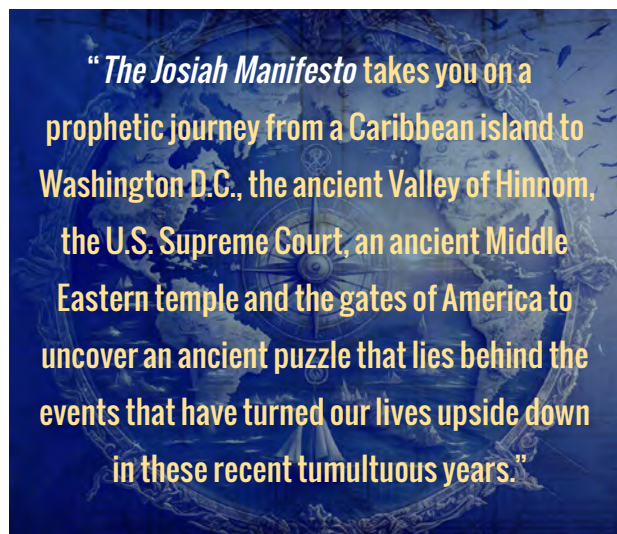 “The Josiah Manifesto takes you on a
prophetic journey from a Caribbean island to
Washington D.C., the ancient Valley of Hinnom,
the U.S. Supreme Court, an ancient Middle
Eastern temple and the gates of America to
uncover an ancient puzzle that lies behind the
events that have turned our lives upside down
in these recent tumultuous years.”